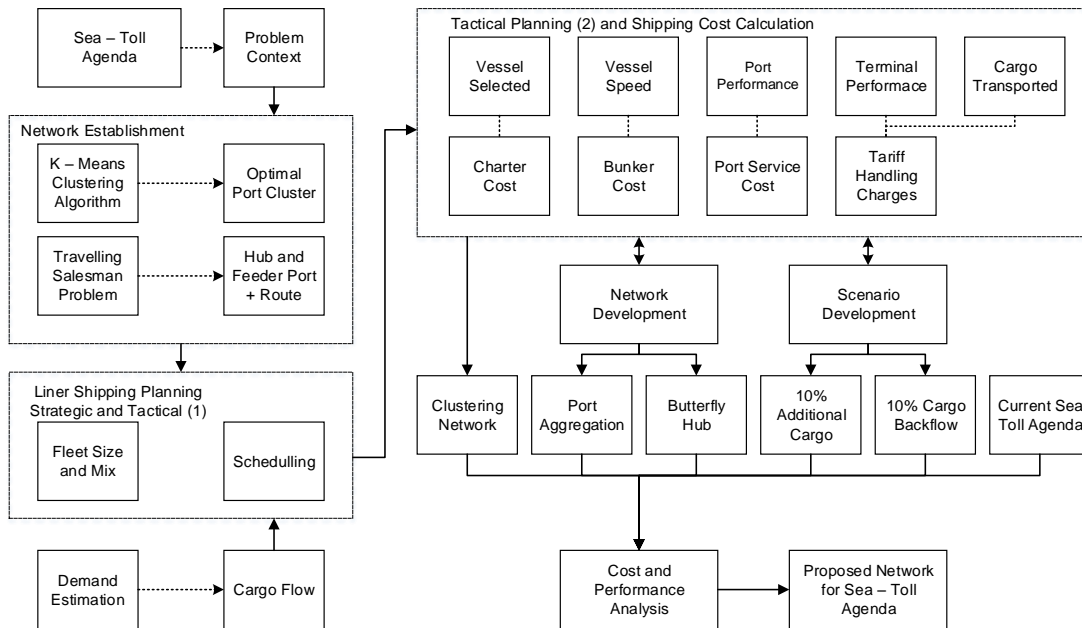 Sea – Toll
Agenda
Problem
Context
Network Establishment
K – Means
Clustering
Algorithm
Optimal
Port Cluster
Travelling
Salesman
Problem
Hub and
Feeder Port
+ Route
Liner Shipping Planning
Strategic and Tactical (1)
Fleet Size
and Mix
Schedulling
Demand
Estimation
Cargo Flow
Tactical Planning (2) and Shipping Cost Calculation
Vessel
Selected
Vessel
Speed
Port
Performance
Terminal
Performace
Cargo
Transported
Charter
Cost
Bunker
Cost
Port Service
Cost
Tariff
Handling
Charges
Network
Development
Scenario
Development
Clustering
Network
Port
Aggregation
Butterfly
Hub
10%
Additional
Cargo
10% Cargo
Backflow
Current Sea
Toll Agenda
Cost and
Performance
Analysis
Proposed Network
for Sea – Toll
Agenda